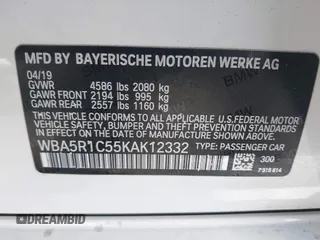 MFD BY BAYERISCHE MOTOREN WERKE AG
04/19
GVWR 4586 lbs 2080 kg
GAWR FRONT 2194 lbs 995 kg
GAWR REAR 2557 lbs 1160 kg
THIS VEHICLE CONFORMS TO ALL APPLICABLE U.S. FEDERAL MOTOR
VEHICLE SAFETY, BUMPER, AND THEFT PREVENTION STANDARDS IN EFFECT
ON THE DATE OF MANUFACTURE SHOWN ABOVE.
WBA5R1C55KAK12332 TYPE: PASSENGER CAR
300
7915814
BIDFAX